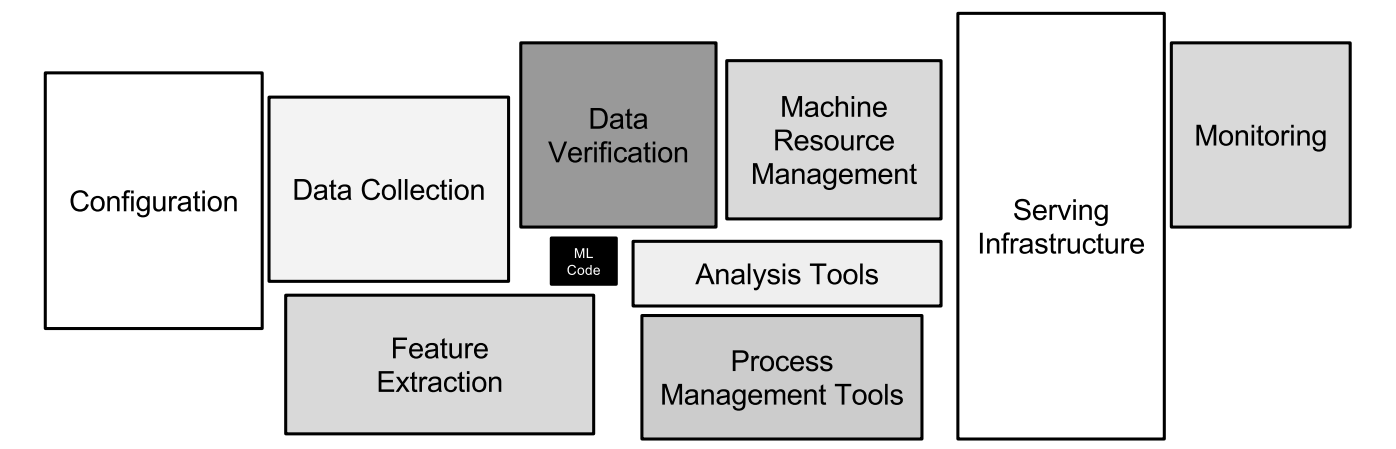 Configuration
Data Collection
Data
Verification
Machine
Resource
Management
Monitoring
Serving
Infrastructure
ML
Code
Analysis Tools
Feature
Extraction
Process
Management Tools